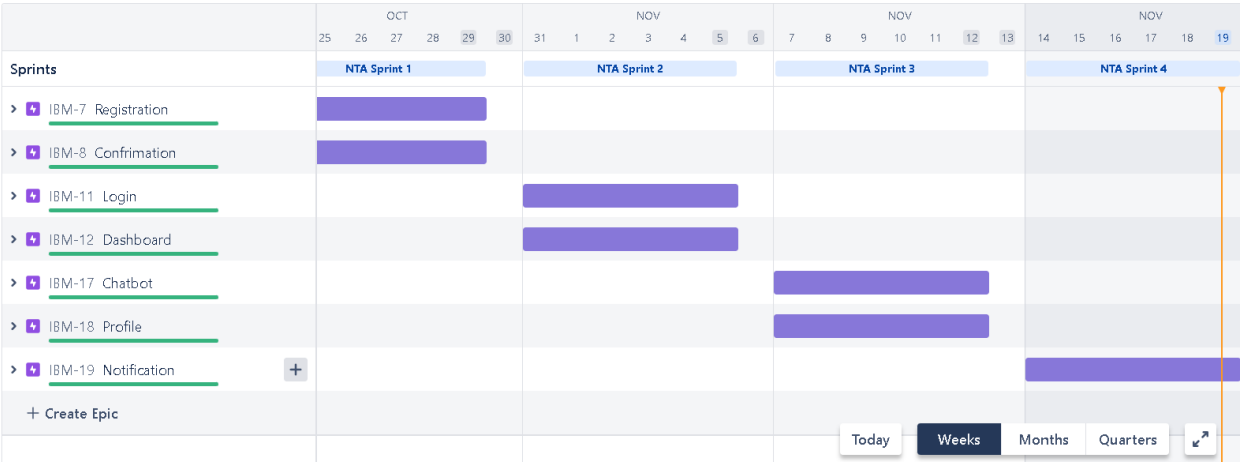 OCT NOV NOV NOV
25 26 27 28 29 30 31 1 2 3 4 5 6 7 8 9 10 11 12 13 14 15 16 17 18 19
Sprints NTA Sprint 1 NTA Sprint 2 NTA Sprint 3 NTA Sprint 4
IBM-7 Registration
IBM-8 Confrimation
IBM-11 Login
IBM-12 Dashboard
IBM-17 Chatbot
IBM-18 Profile
IBM-19 Notification +
+ Create Epic
Today Weeks Months Quarters